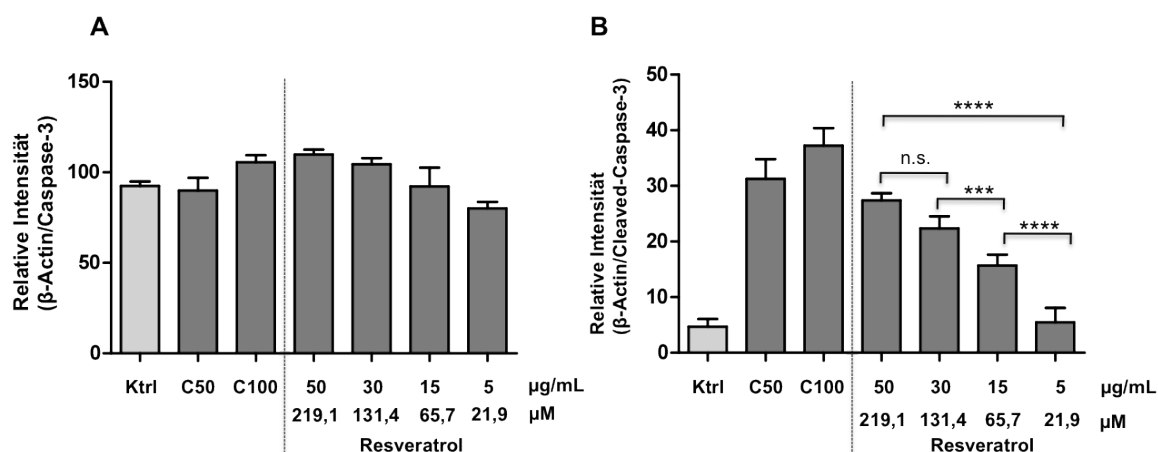 A
Relative Intensität
(β-Actin/Caspase-3)
150
100
50
0
Ktrl C50 C100 50 30 15 5 µg/mL
219,1 131,4 65,7 21,9 µM
Resveratrol
B
Relative Intensität
(β-Actin/Cleaved-Caspase-3)
50
40
30
20
10
0
****
n.s.
***
****
Ktrl C50 C100 50 30 15 5 µg/mL
219,1 131,4 65,7 21,9 µM
Resveratrol